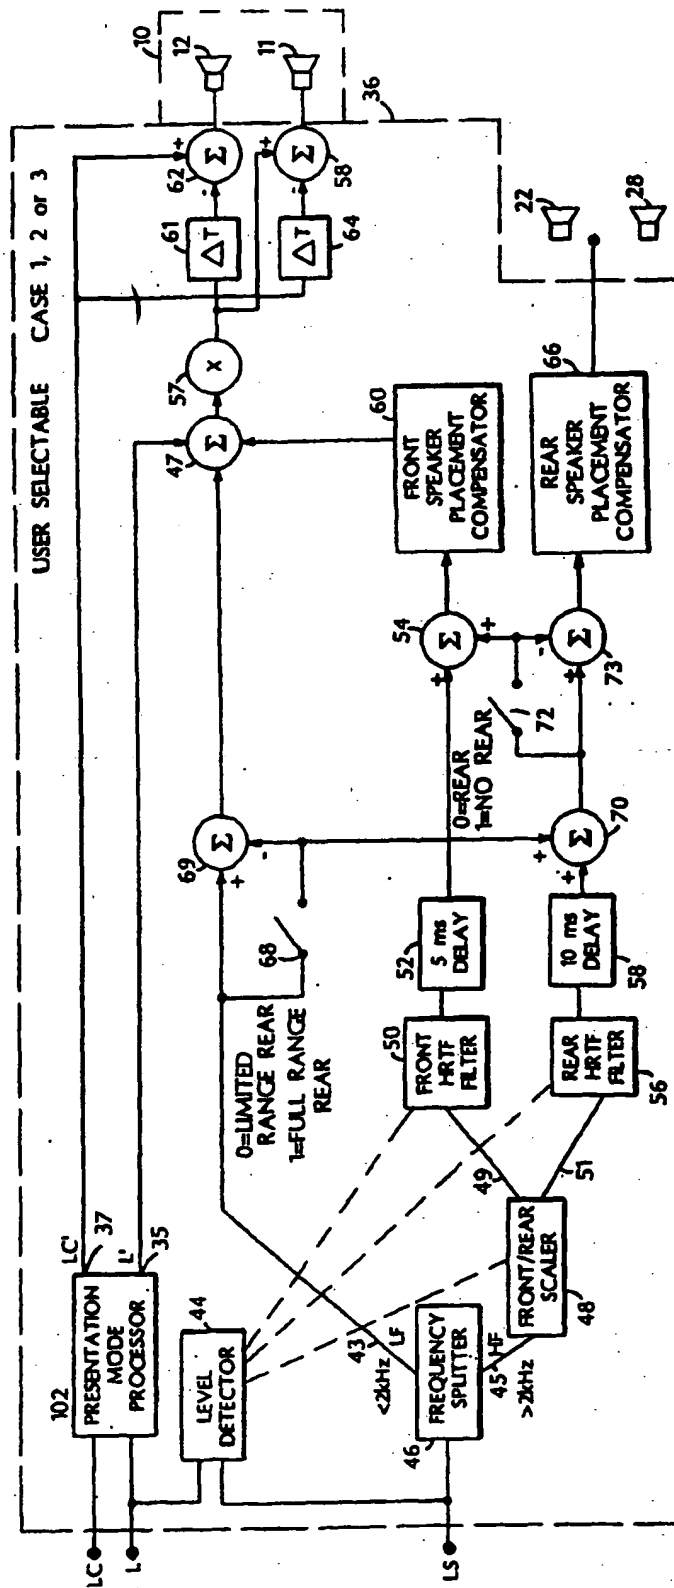 USER SELECTABLE CASE 1, 2 or 3
10
12
11
36
62
Σ
+
-
58
Σ
+
-
61
ΔT
64
ΔT
57
X
47
Σ
22
28
102
PRESENTATION
MODE
PROCESSOR
LC'
37
L'
35
LC
L
LS
44
LEVEL
DETECTOR
43
<2kHz
LF
46
FREQUENCY
SPLITTER
45
HF
>2kHz
FRONT/REAR
SCALER
48
49
51
50
FRONT
HRTF
FILTER
REAR
HRTF
FILTER
56
52
5 ms
DELAY
10 ms
DELAY
58
0=LIMITED
RANGE REAR
1=FULL RANGE
REAR
68
69
Σ
+
-
Σ
70
+
+
0=REAR
1=NO REAR
72
54
Σ
+
+
Σ
73
+
-
60
FRONT
SPEAKER
PLACEMENT
COMPENSATOR
66
REAR
SPEAKER
PLACEMENT
COMPENSATOR